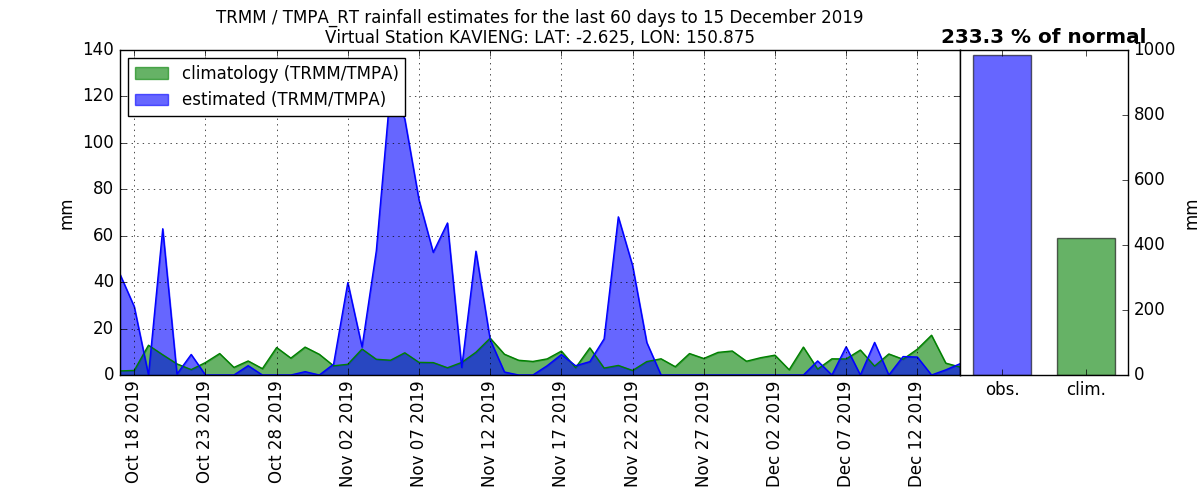 TRMM / TMPA_RT rainfall estimates for the last 60 days to 15 December 2019
Virtual Station KAVIENG: LAT: -2.625, LON: 150.875
233.3 % of normal
climatology (TRMM/TMPA)
estimated (TRMM/TMPA)
140
120
100
80
60
40
20
0
mm
Oct 18 2019
Oct 23 2019
Oct 28 2019
Nov 02 2019
Nov 07 2019
Nov 12 2019
Nov 17 2019
Nov 22 2019
Nov 27 2019
Dec 02 2019
Dec 07 2019
Dec 12 2019
obs.
clim.
1000
800
600
400
200
0
mm